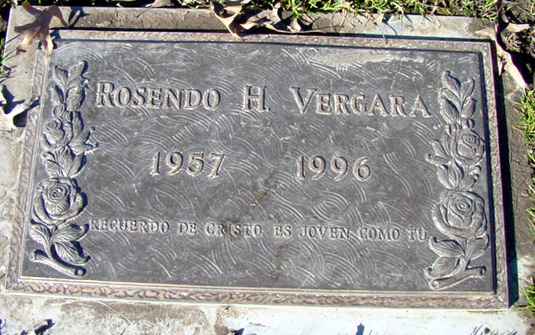 ROSENDO H. VERGARA
1957 1996
RECUERDO DE CRISTO. ES JOVEN COMO TU